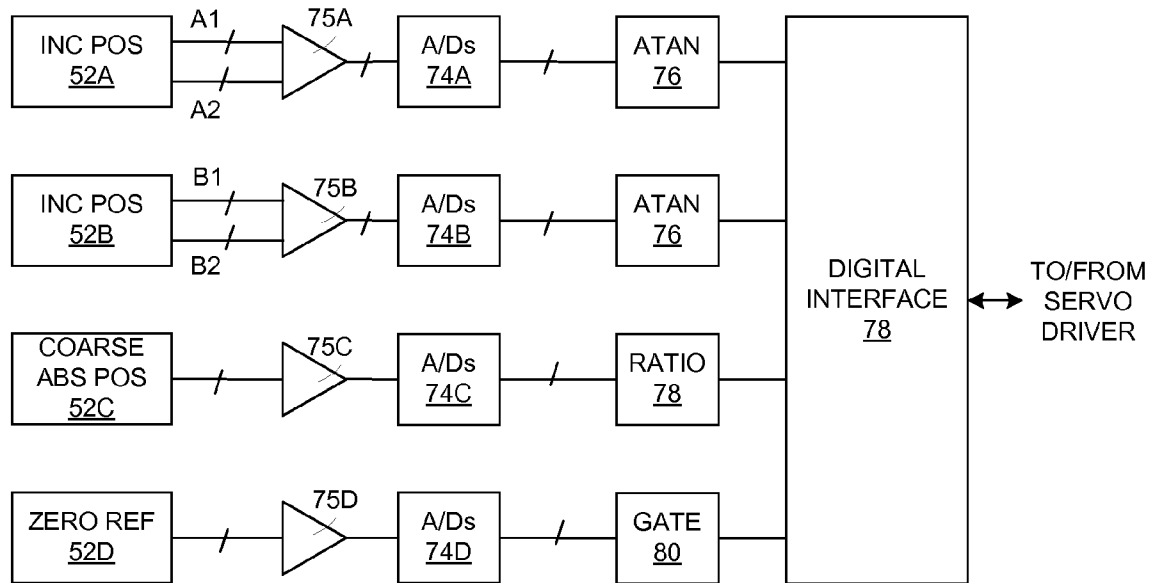 A1
75A
INC POS
52A
A2
A/Ds
74A
ATAN
76
B1
75B
INC POS
52B
B2
A/Ds
74B
ATAN
76
COARSE
ABS POS
52C
75C
A/Ds
74C
RATIO
78
ZERO REF
52D
75D
A/Ds
74D
GATE
80
DIGITAL
INTERFACE
78
TO/FROM
SERVO
DRIVER